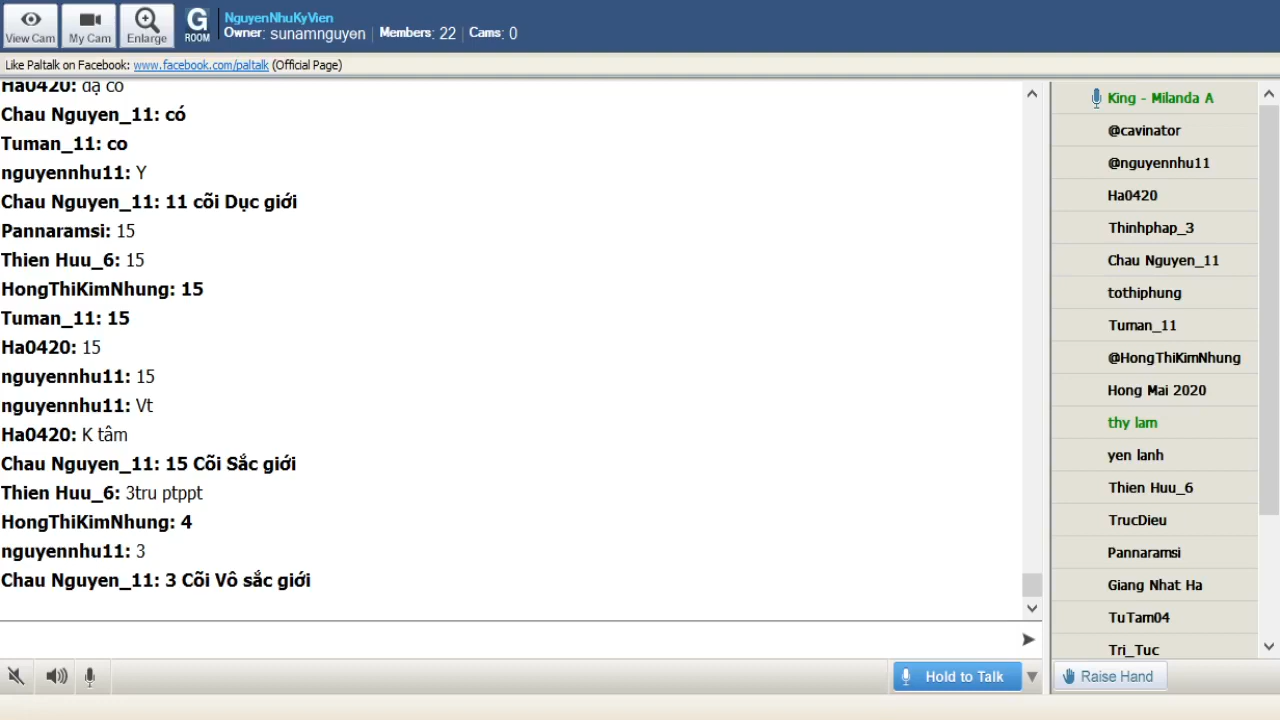 View Cam
My Cam
Enlarge
G
ROOM
NguyenNhuKyVien
Owner: sunamnguyen
Members: 22
Cams: 0
Like Paltalk on Facebook: www.facebook.com/paltalk (Official Page)
Ha0420: dạ co
Chau Nguyen_11: có
Tuman_11: co
nguyennhu11: Y
Chau Nguyen_11: 11 cõi Dục giới
Pannaramsi: 15
Thien Huu_6: 15
HongThiKimNhung: 15
Tuman_11: 15
Ha0420: 15
nguyennhu11: 15
nguyennhu11: Vt
Ha0420: K tâm
Chau Nguyen_11: 15 Cõi Sắc giới
Thien Huu_6: 3tru ptppt
HongThiKimNhung: 4
nguyennhu11: 3
Chau Nguyen_11: 3 Cõi Vô sắc giới
Hold to Talk
King - Milanda A
@cavinator
@nguyennhu11
Ha0420
Thinhphap_3
Chau Nguyen_11
tothiphung
Tuman_11
@HongThiKimNhung
Hong Mai 2020
thy lam
yen lanh
Thien Huu_6
TrucDieu
Pannaramsi
Giang Nhat Ha
TuTam04
Tri_Tuc
Raise Hand